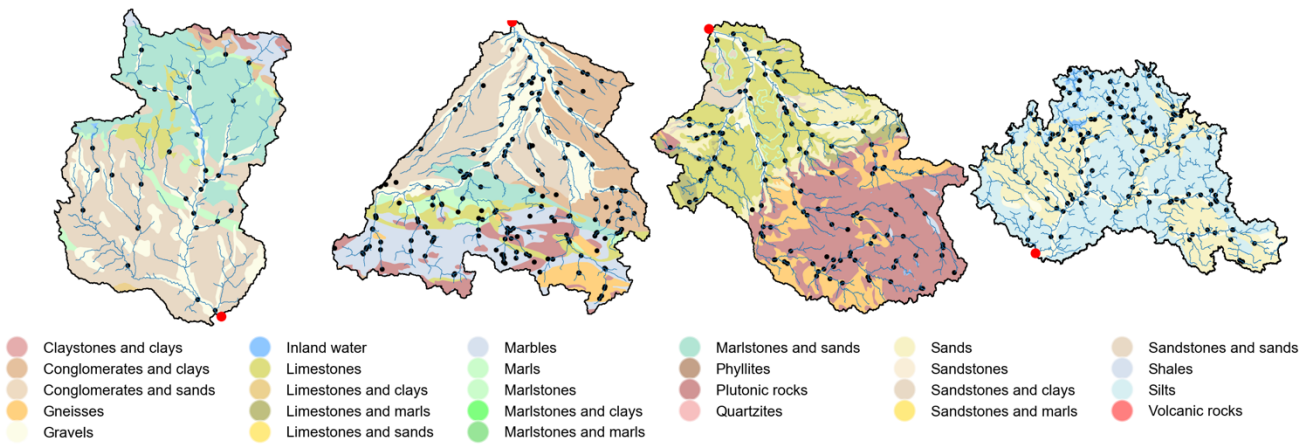 Claystones and clays Inland water Marbles Marlstones and sands Sands Sandstones and sands
Conglomerates and clays Limestones Marls Phyllites Sandstones Shales
Conglomerates and sands Limestones and clays Marlstones Plutonic rocks Sandstones and clay Silts
Gneisses Limestones and marls Marlstones and clays Quartzites Sandstones and marls Volcanic rocks
Gravels Limestones and sands Marlstones and marls